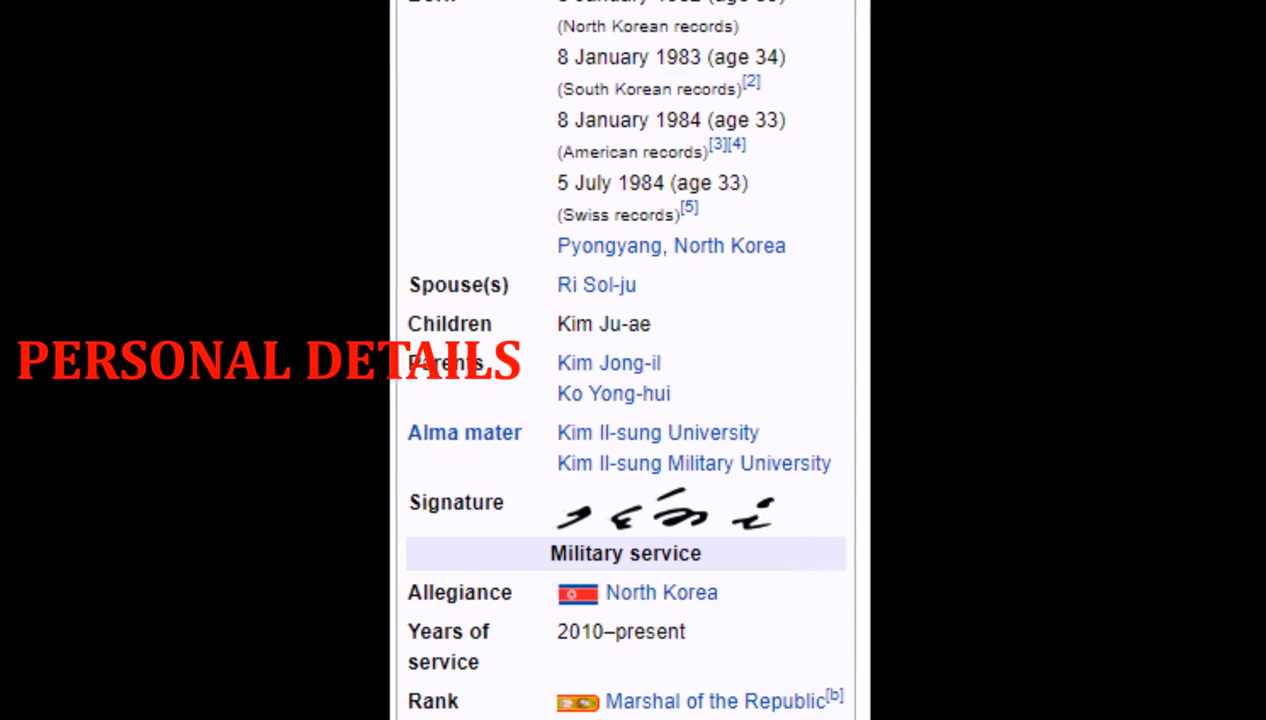 (North Korean records)
8 January 1983 (age 34)
(South Korean records)[2]
8 January 1984 (age 33)
(American records)[3][4]
5 July 1984 (age 33)
(Swiss records)[5]
Pyongyang, North Korea
Spouse(s) Ri Sol-ju
Children Kim Ju-ae
PERSONAL DETAILS
Parents Kim Jong-il
Ko Yong-hui
Alma mater Kim Il-sung University
Kim Il-sung Military University
Signature
Military service
Allegiance North Korea
Years of service 2010–present
Rank Marshal of the Republic[b]